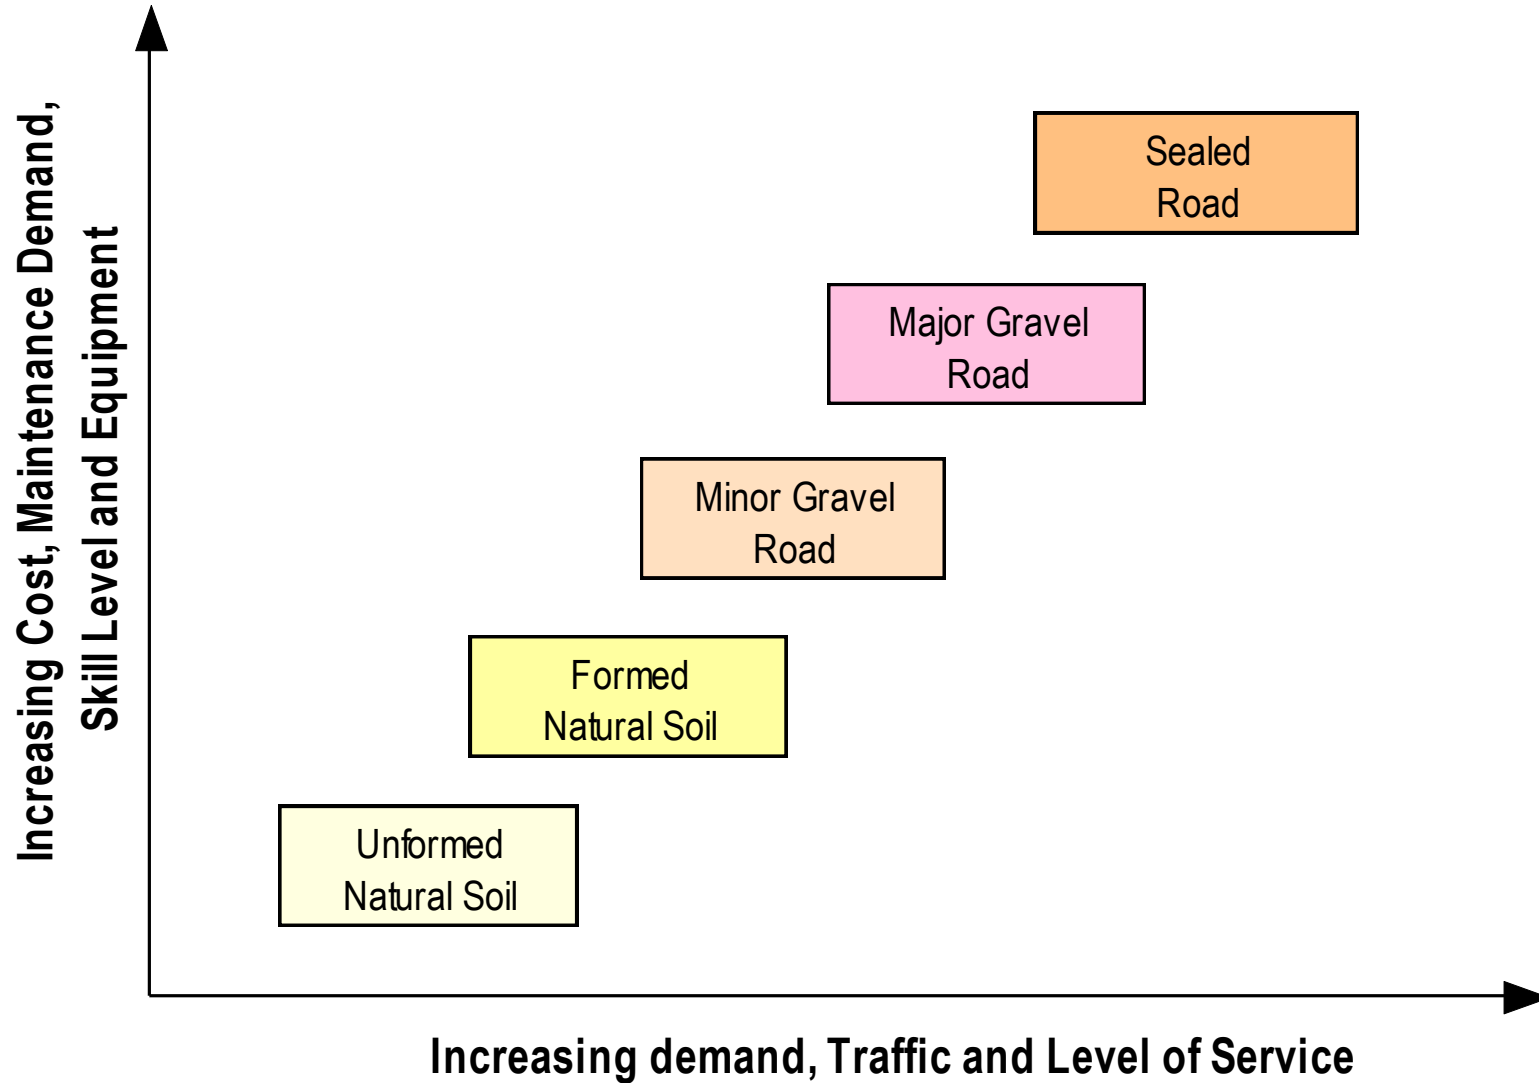 Increasing Cost, Maintenance Demand,
Skill Level and Equipment
Sealed
Road
Major Gravel
Road
Minor Gravel
Road
Formed
Natural Soil
Unformed
Natural Soil
Increasing demand, Traffic and Level of Service